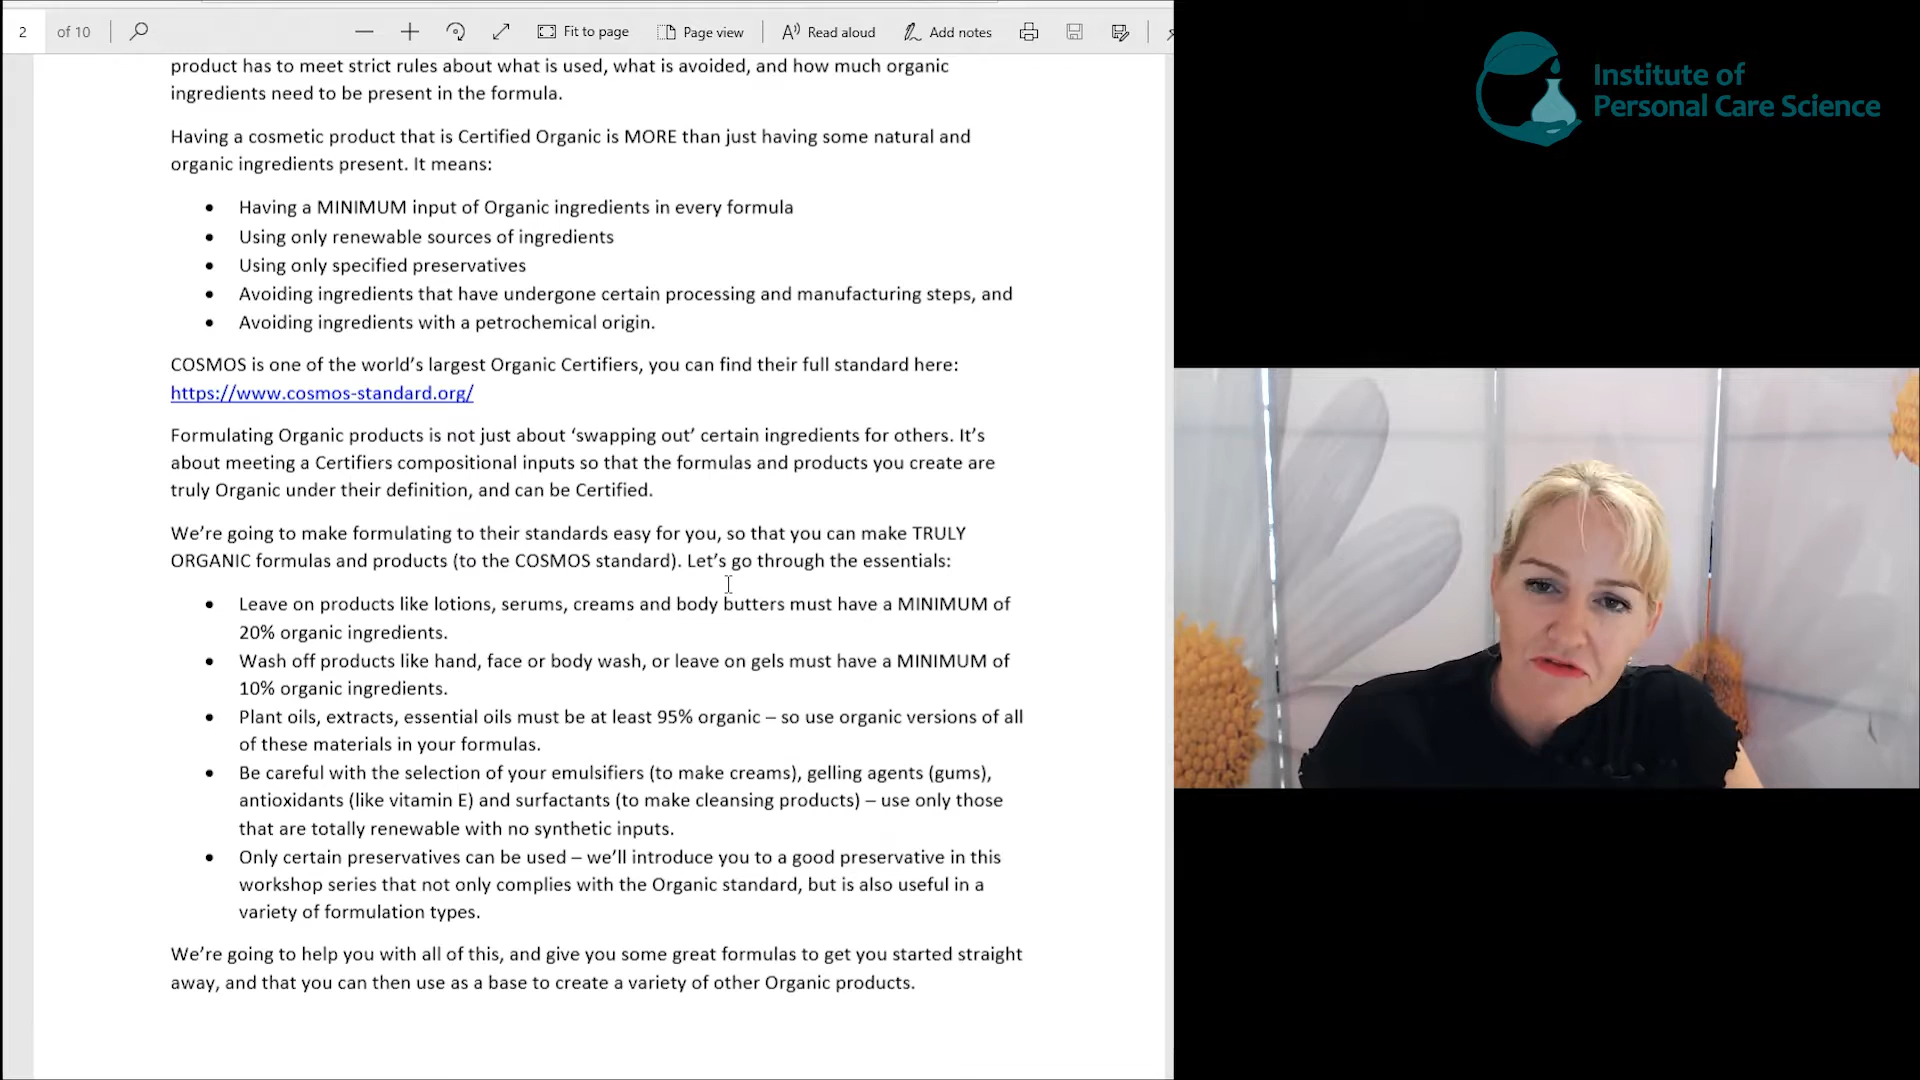 2 of 10 Fit to page Page view Read aloud Add notes
Institute of
Personal Care Science
product has to meet strict rules about what is used, what is avoided, and how much organic
ingredients need to be present in the formula.
Having a cosmetic product that is Certified Organic is MORE than just having some natural and
organic ingredients present. It means:
• Having a MINIMUM input of Organic ingredients in every formula
• Using only renewable sources of ingredients
• Using only specified preservatives
• Avoiding ingredients that have undergone certain processing and manufacturing steps, and
• Avoiding ingredients with a petrochemical origin.
COSMOS is one of the world's largest Organic Certifiers, you can find their full standard here:
https://www.cosmos-standard.org/
Formulating Organic products is not just about ‘swapping out’ certain ingredients for others. It’s
about meeting a Certifiers compositional inputs so that the formulas and products you create are
truly Organic under their definition, and can be Certified.
We’re going to make formulating to their standards easy for you, so that you can make TRULY
ORGANIC formulas and products (to the COSMOS standard). Let’s go through the essentials:
• Leave on products like lotions, serums, creams and body butters must have a MINIMUM of
20% organic ingredients.
• Wash off products like hand, face or body wash, or leave on gels must have a MINIMUM of
10% organic ingredients.
• Plant oils, extracts, essential oils must be at least 95% organic – so use organic versions of all
of these materials in your formulas.
• Be careful with the selection of your emulsifiers (to make creams), gelling agents (gums),
antioxidants (like vitamin E) and surfactants (to make cleansing products) – use only those
that are totally renewable with no synthetic inputs.
• Only certain preservatives can be used – we’ll introduce you to a good preservative in this
workshop series that not only complies with the Organic standard, but is also useful in a
variety of formulation types.
We’re going to help you with all of this, and give you some great formulas to get you started straight
away, and that you can then use as a base to create a variety of other Organic products.